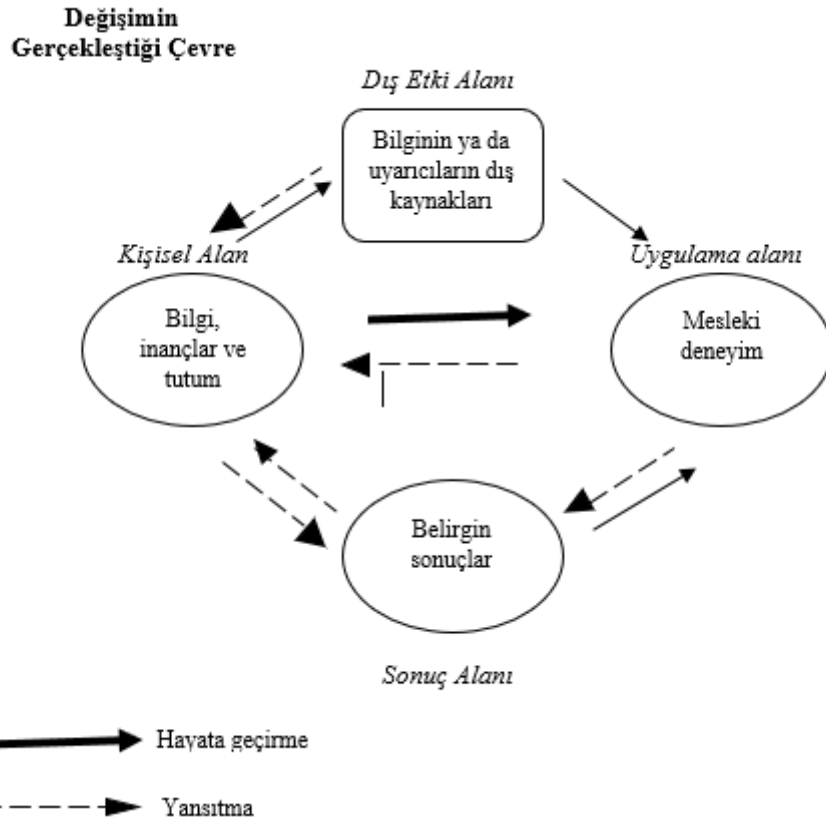 Değişimin
Gerçekleştiği Çevre
Dış Etki Alanı
Bilginin ya da
uyarıcıların dış
kaynakları
Kişisel Alan
Uygulama alanı
Bilgi,
inançlar ve
tutum
Mesleki
deneyim
Belirgin
sonuçlar
Sonuç Alanı
Hayata geçirme
Yansıtma